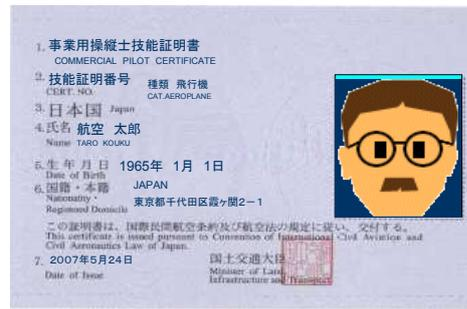 1. 事業用操縦士技能証明書
COMMERCIAL PILOT CERTIFICATE
2. 技能証明番号 種類 飛行機
CERT. NO. CAT.AEROPLANE
3. 日本国 Japan
4. 氏名 航空 太郎
Name TARO KOUKU
5. 生年月日 1965年 1月 1日
Date of Birth
6. 国籍・本籍 JAPAN
Nationality・ 東京都千代田区霞ヶ関2−1
Registered Domicile
この証明書は、国際民間航空条約及び航空法の規定に従い、交付する。
This certificate is issued pursuant to Convention of International Civil Aviation and
Civil Aeronautics Law of Japan.
7. 2007年5月24日 国土交通大臣
Date of Issue Minister of Land,
Infrastructure and Transport